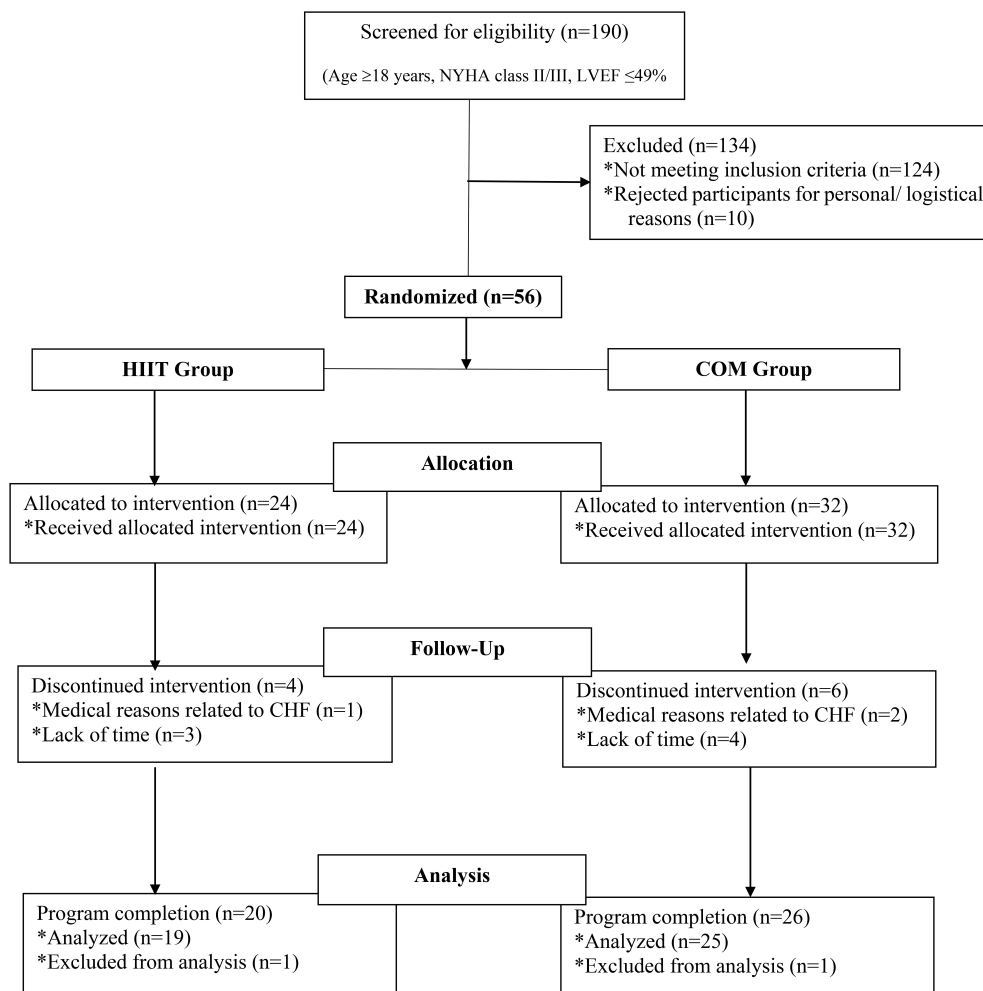 Screened for eligibility (n=190)
(Age ≥18 years, NYHA class II/III, LVEF ≤49%
Excluded (n=134)
*Not meeting inclusion criteria (n=124)
*Rejected participants for personal/ logistical
reasons (n=10)
Randomized (n=56)
HIIT Group
COM Group
Allocation
Allocated to intervention (n=24)
*Received allocated intervention (n=24)
Allocated to intervention (n=32)
*Received allocated intervention (n=32)
Follow-Up
Discontinued intervention (n=4)
*Medical reasons related to CHF (n=1)
*Lack of time (n=3)
Discontinued intervention (n=6)
*Medical reasons related to CHF (n=2)
*Lack of time (n=4)
Analysis
Program completion (n=20)
*Analyzed (n=19)
*Excluded from analysis (n=1)
Program completion (n=26)
*Analyzed (n=25)
*Excluded from analysis (n=1)